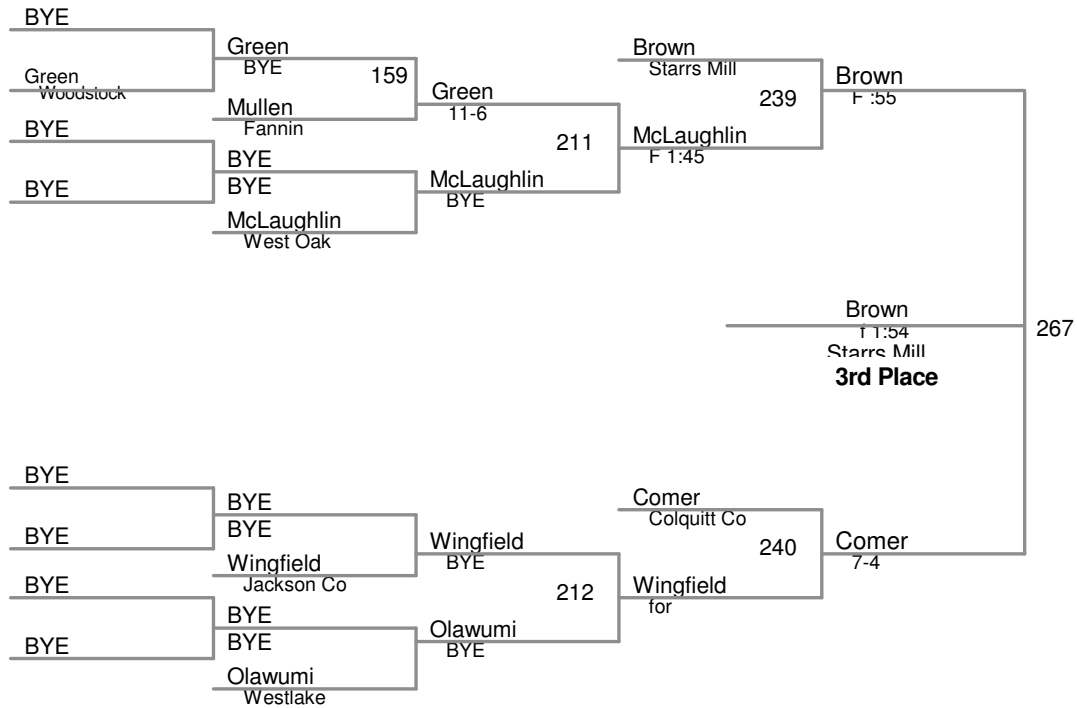 BYE
Green
BYE
159
Brown
Starrs Mill
Brown
F :55
Green
Woodstock
Green
11-6
239
Mullen
Fannin
BYE
211
McLaughlin
F 1:45
BYE
BYE
McLaughlin
BYE
BYE
McLaughlin
West Oak
Brown
f 1:54
267
Starrs Mill
3rd Place
BYE
BYE
BYE
Comer
Colquitt Co
BYE
Wingfield
BYE
240
Comer
7-4
Wingfield
Jackson Co
BYE
212
Wingfield
for
BYE
BYE
Olawumi
BYE
BYE
Olawumi
Westlake